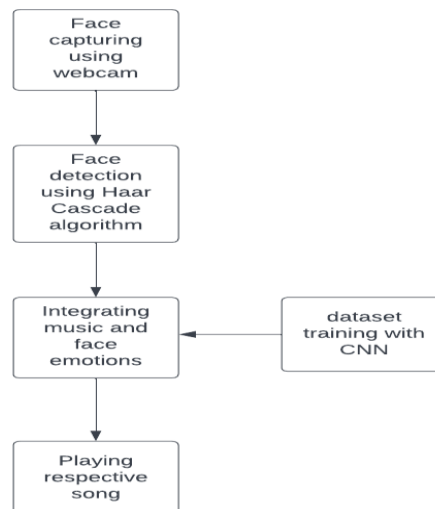 Face
capturing
using
webcam
Face
detection
using Haar
Cascade
algorithm
Integrating
music and
face
emotions
dataset
training with
CNN
Playing
respective
song